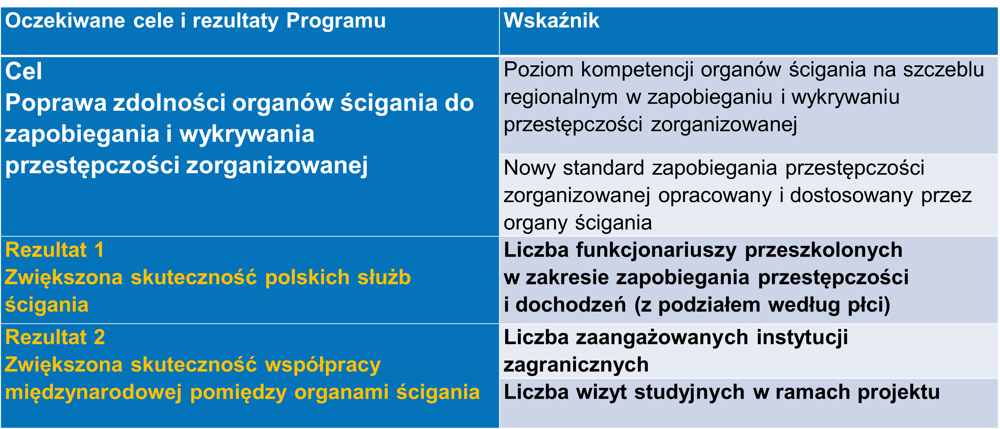 Oczekiwane cele i rezultaty Programu
Wskaźnik
Cel
Poprawa zdolności organów ścigania do
zapobiegania i wykrywania
przestępczości zorganizowanej
Poziom kompetencji organów ścigania na szczeblu
regionalnym w zapobieganiu i wykrywaniu
przestępczości zorganizowanej
Nowy standard zapobiegania przestępczości
zorganizowanej opracowany i dostosowany przez
organy ścigania
Rezultat 1
Zwiększona skuteczność polskich służb
ścigania
Liczba funkcjonariuszy przeszkolonych
w zakresie zapobiegania przestępczości
i dochodzeń (z podziałem według płci)
Rezultat 2
Zwiększona skuteczność współpracy
międzynarodowej pomiędzy organami ścigania
Liczba zaangażowanych instytucji
zagranicznych
Liczba wizyt studyjnych w ramach projektu